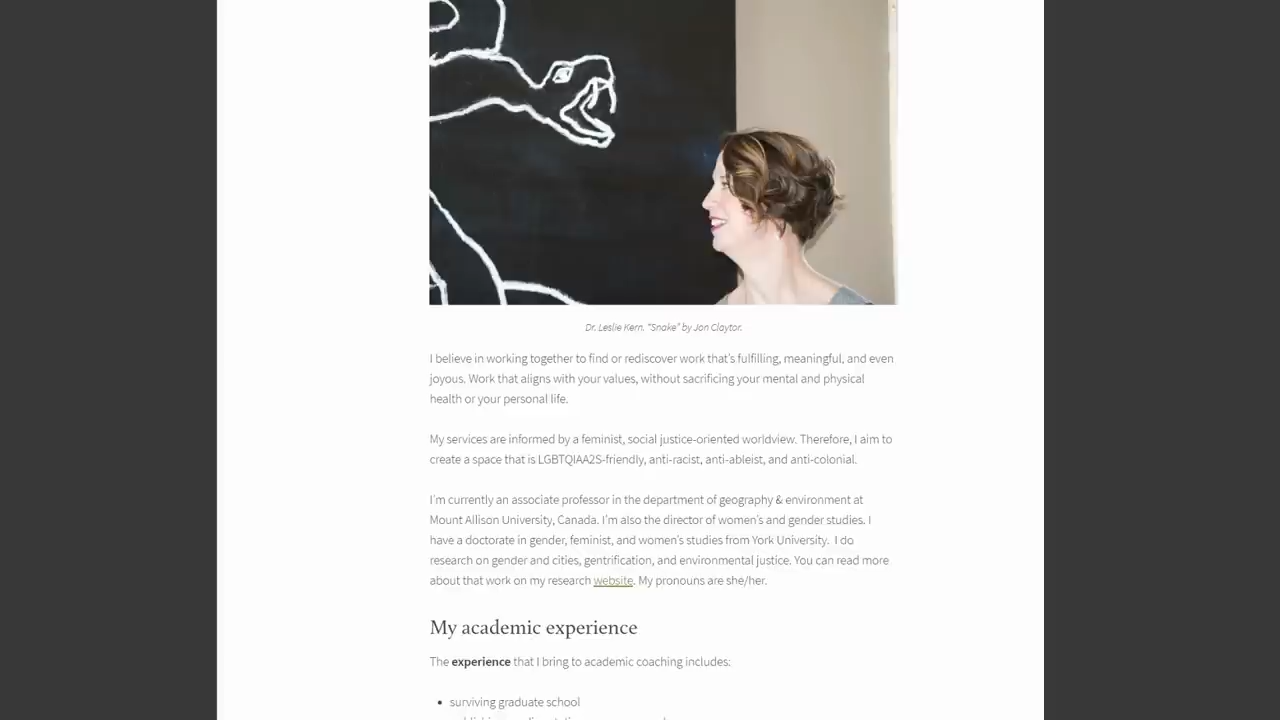 Dr. Leslie Kern. "Snake" by Jon Claytor.
I believe in working together to find or rediscover work that's fulfilling, meaningful, and even
joyous. Work that aligns with your values, without sacrificing your mental and physical
health or your personal life.
My services are informed by a feminist, social justice-oriented worldview. Therefore, I aim to
create a space that is LGBTQIAA2S-friendly, anti-racist, anti-ableist, and anti-colonial.
I'm currently an associate professor in the department of geography & environment at
Mount Allison University, Canada. I'm also the director of women's and gender studies. I
have a doctorate in gender, feminist, and women's studies from York University. I do
research on gender and cities, gentrification, and environmental justice. You can read more
about that work on my research website. My pronouns are she/her.
My academic experience
The experience that I bring to academic coaching includes:
• surviving graduate school